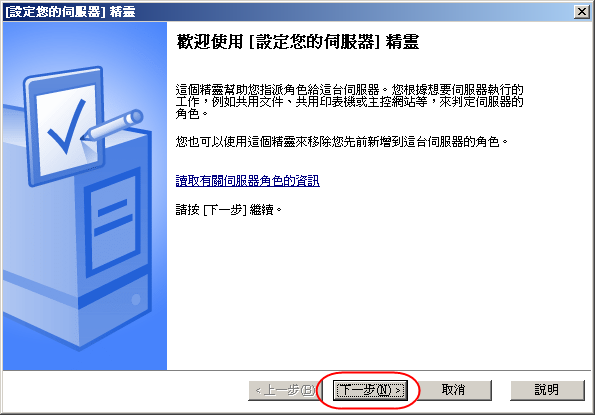 [設定您的伺服器] 精靈
歡迎使用 [設定您的伺服器] 精靈
這個精靈幫助您指派角色給這台伺服器。您根據想要伺服器執行的
工作，例如共用文件、共用印表機或主控網站等，來判定伺服器的
角色。
您也可以使用這個精靈來移除您先前新增到這台伺服器的角色。
讀取有關伺服器角色的資訊
請按 [下一步] 繼續。
< 上一步(B) 下一步(N) > 取消 說明